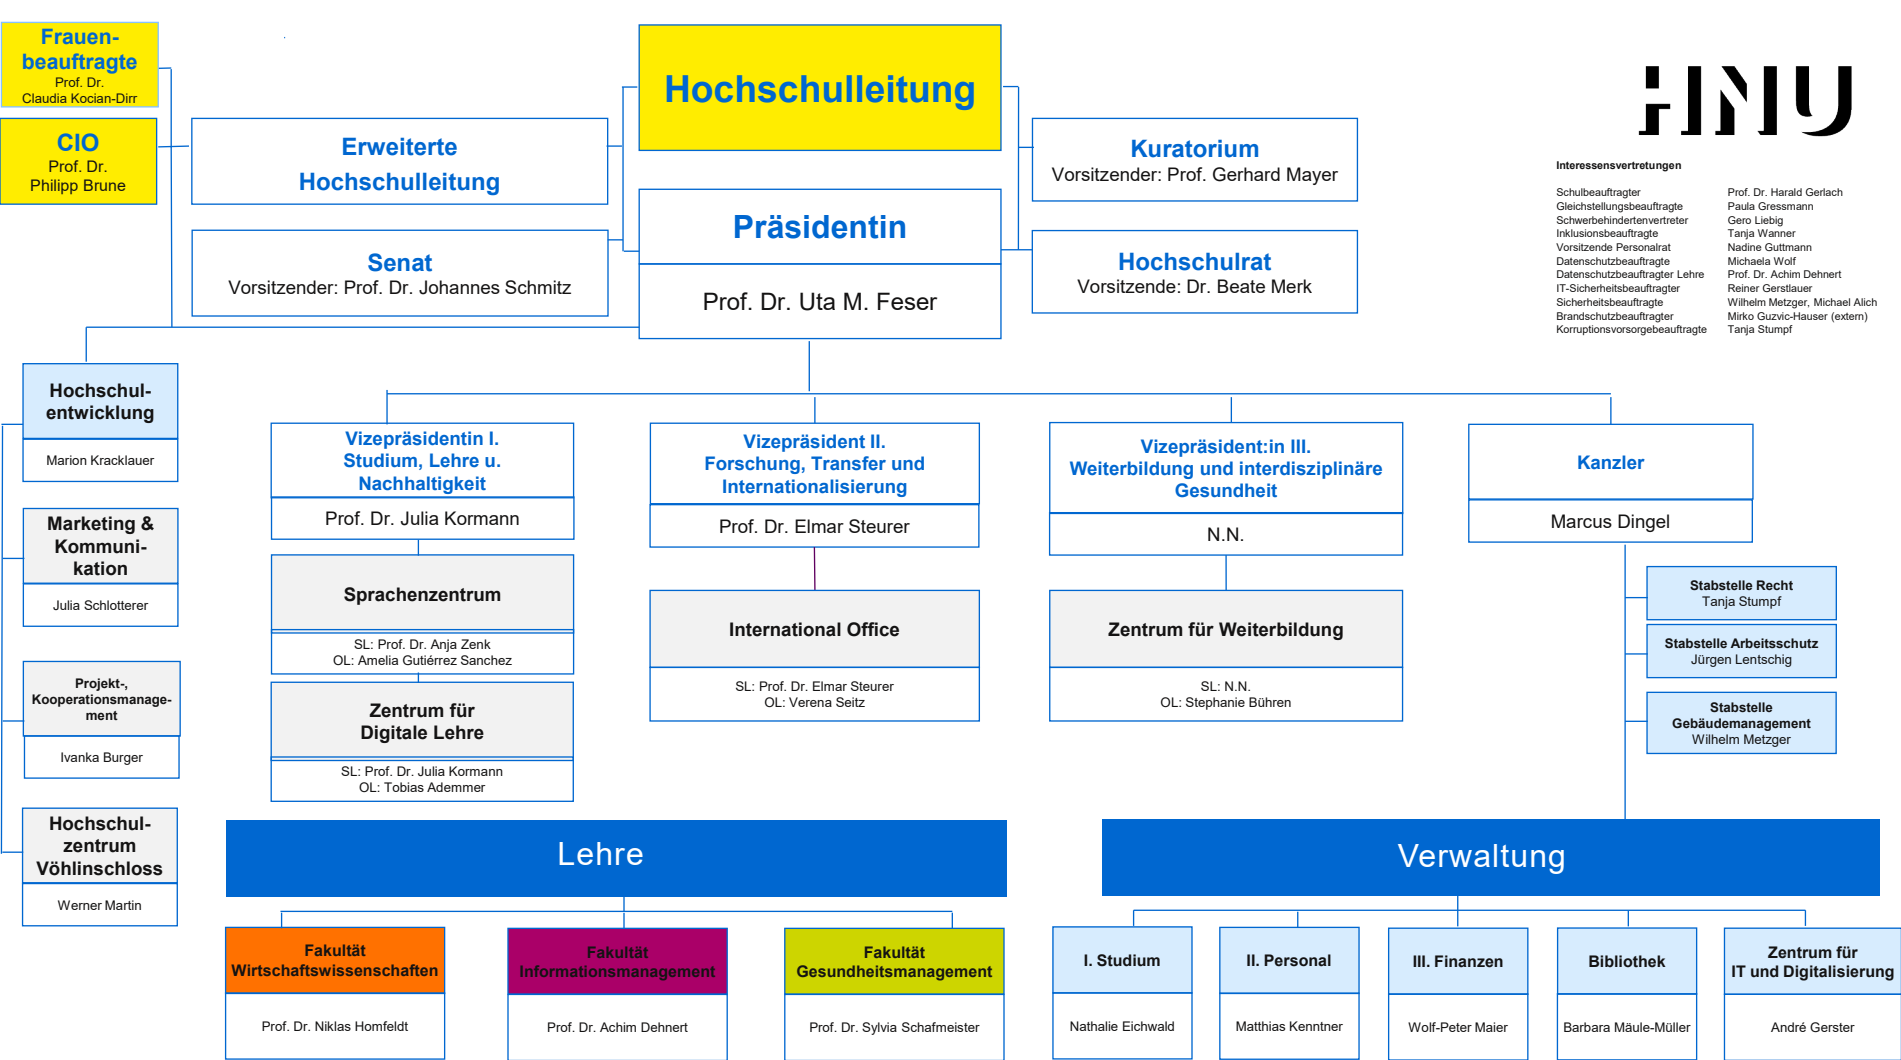 Frauen-
beauftragte
Prof. Dr.
Claudia Kocian-Dirr
CIO
Prof. Dr.
Philipp Brune
Hochschulleitung
Erweiterte
Hochschulleitung
Senat
Vorsitzender: Prof. Dr. Johannes Schmitz
Präsidentin
Prof. Dr. Uta M. Feser
Kuratorium
Vorsitzender: Prof. Gerhard Mayer
Hochschulrat
Vorsitzende: Dr. Beate Merk
HNU
Interessensvertretungen
Schulbeauftragter Prof. Dr. Harald Gerlach
Gleichstellungsbeauftragte Paula Gressmann
Schwerbehindertenvertreter Gero Liebig
Inklusionsbeauftragte Tanja Wanner
Vorsitzende Personalrat Nadine Guttmann
Datenschutzbeauftragte Michaela Wolf
Datenschutzbeauftragter Lehre Prof. Dr. Achim Dehnert
IT-Sicherheitsbeauftragter Reiner Gerstlauer
Sicherheitsbeauftragte Wilhelm Metzger, Michael Alich
Brandschutzbeauftragter Mirko Guzvic-Hauser (extern)
Korruptionsvorsorgebeauftragte Tanja Stumpf
Hochschul-
entwicklung
Marion Kracklauer
Marketing &
Kommuni-
kation
Julia Schlotterer
Projekt-,
Kooperationsmanage-
ment
Ivanka Burger
Hochschul-
zentrum
Vöhlinschloss
Werner Martin
Vizepräsidentin I.
Studium, Lehre u.
Nachhaltigkeit
Prof. Dr. Julia Kormann
Sprachenzentrum
SL: Prof. Dr. Anja Zenk
OL: Amelia Gutiérrez Sanchez
Zentrum für
Digitale Lehre
SL: Prof. Dr. Julia Kormann
OL: Tobias Ademmer
Vizepräsident II.
Forschung, Transfer und
Internationalisierung
Prof. Dr. Elmar Steurer
International Office
SL: Prof. Dr. Elmar Steurer
OL: Verena Seitz
Vizepräsident:in III.
Weiterbildung und interdisziplinäre
Gesundheit
N.N.
Zentrum für Weiterbildung
SL: N.N.
OL: Stephanie Bühren
Kanzler
Marcus Dingel
Stabstelle Recht
Tanja Stumpf
Stabstelle Arbeitsschutz
Jürgen Lentschig
Stabstelle
Gebäudemanagement
Wilhelm Metzger
Lehre
Fakultät
Wirtschaftswissenschaften
Prof. Dr. Niklas Homfeldt
Fakultät
Informationsmanagement
Prof. Dr. Achim Dehnert
Fakultät
Gesundheitsmanagement
Prof. Dr. Sylvia Schafmeister
Verwaltung
I. Studium
Nathalie Eichwald
II. Personal
Matthias Kenntner
III. Finanzen
Wolf-Peter Maier
Bibliothek
Barbara Mäule-Müller
Zentrum für
IT und Digitalisierung
André Gerster